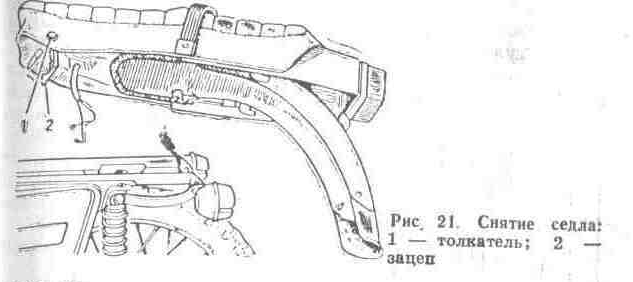 1 2
Рис. 21. Снятие седла:
1 — толкатель; 2 —
зацеп